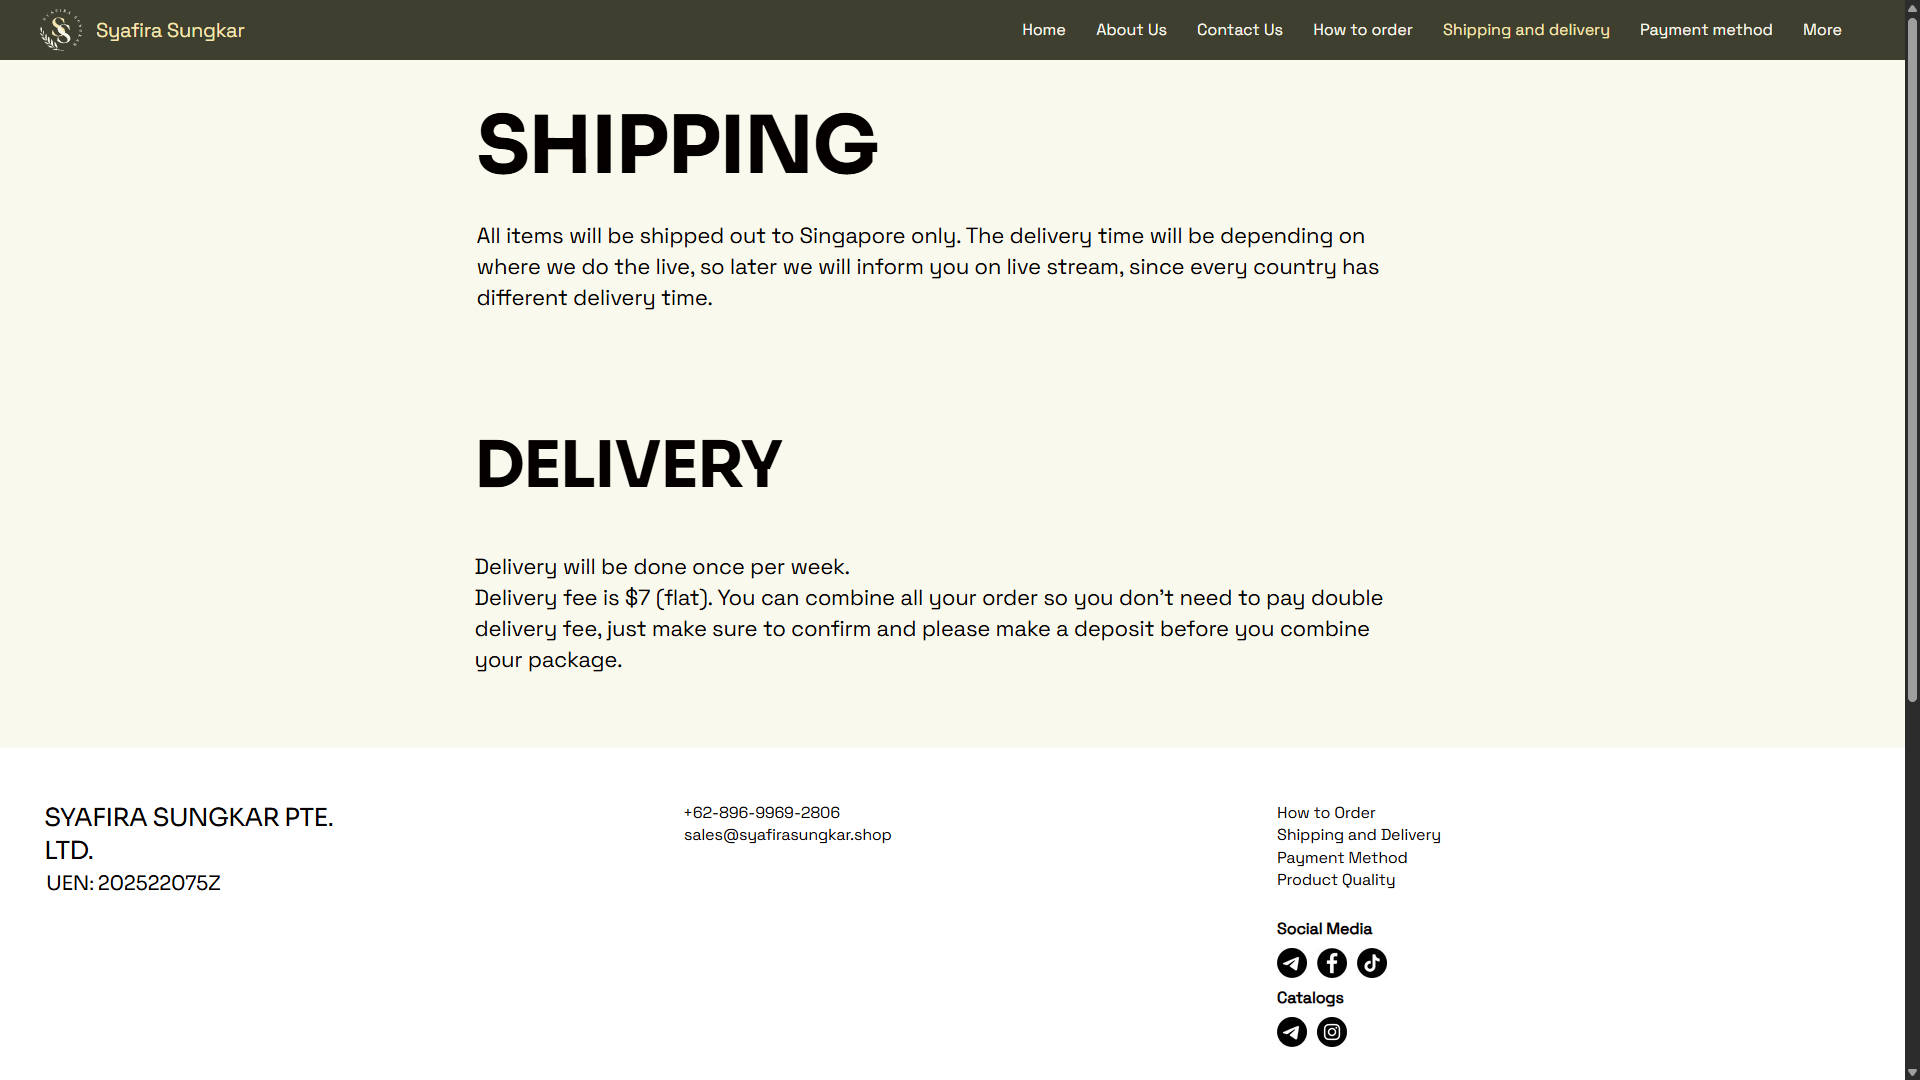 Syafira Sungkar
Home
About Us
Contact Us
How to order
Shipping and delivery
Payment method
More
SHIPPING
All items will be shipped out to Singapore only. The delivery time will be depending on
where we do the live, so later we will inform you on live stream, since every country has
different delivery time.
DELIVERY
Delivery will be done once per week.
Delivery fee is $7 (flat). You can combine all your order so you don’t need to pay double
delivery fee, just make sure to confirm and please make a deposit before you combine
your package.
SYAFIRA SUNGKAR PTE.
LTD.
UEN: 202522075Z
+62-896-9969-2806
sales@syafirasungkar.shop
How to Order
Shipping and Delivery
Payment Method
Product Quality
Social Media
Catalogs